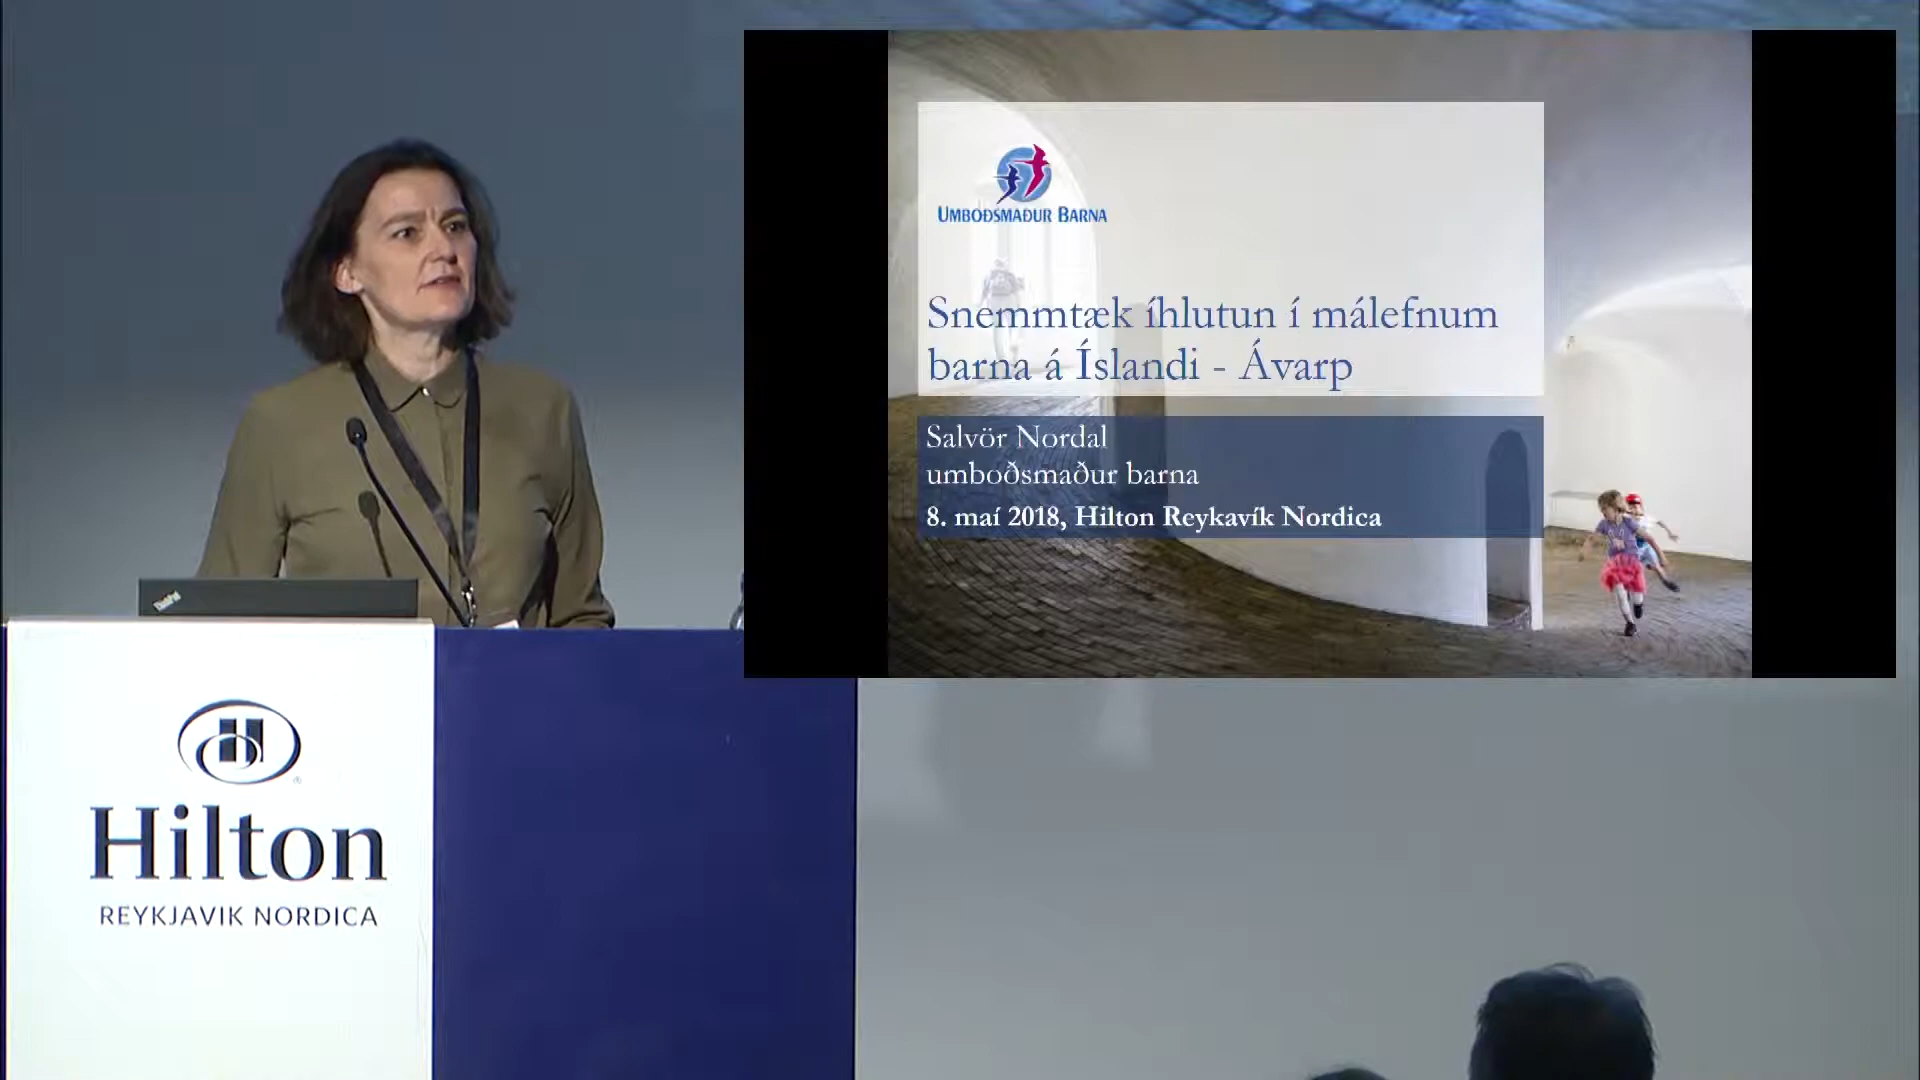 UMBOÐSMAÐUR BARNA
Snemmtæk íhlutun í málefnum
barna á Íslandi - Ávarp
Salvör Nordal
umboðsmaður barna
8. maí 2018, Hilton Reykavík Nordica
ThinkPad
H
®
Hilton
REYKJAVIK NORDICA